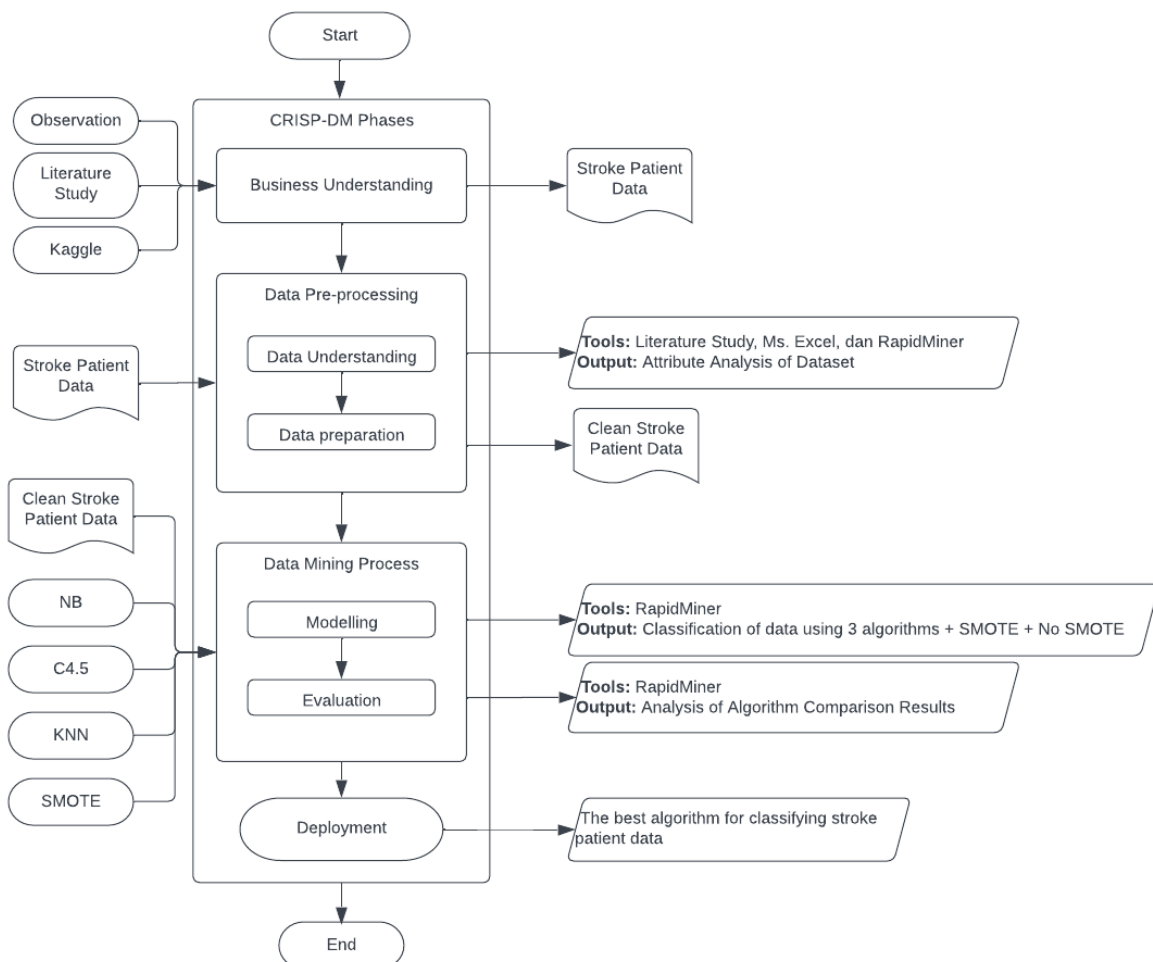 Start
CRISP-DM Phases
Observation
Literature
Study
Kaggle
Business Understanding
Stroke Patient
Data
Data Pre-processing
Data Understanding
Data preparation
Stroke Patient
Data
Tools: Literature Study, Ms. Excel, dan RapidMiner
Output: Attribute Analysis of Dataset
Clean Stroke
Patient Data
Clean Stroke
Patient Data
NB
C4.5
KNN
SMOTE
Data Mining Process
Modelling
Evaluation
Tools: RapidMiner
Output: Classification of data using 3 algorithms + SMOTE + No SMOTE
Tools: RapidMiner
Output: Analysis of Algorithm Comparison Results
Deployment
The best algorithm for classifying stroke
patient data
End